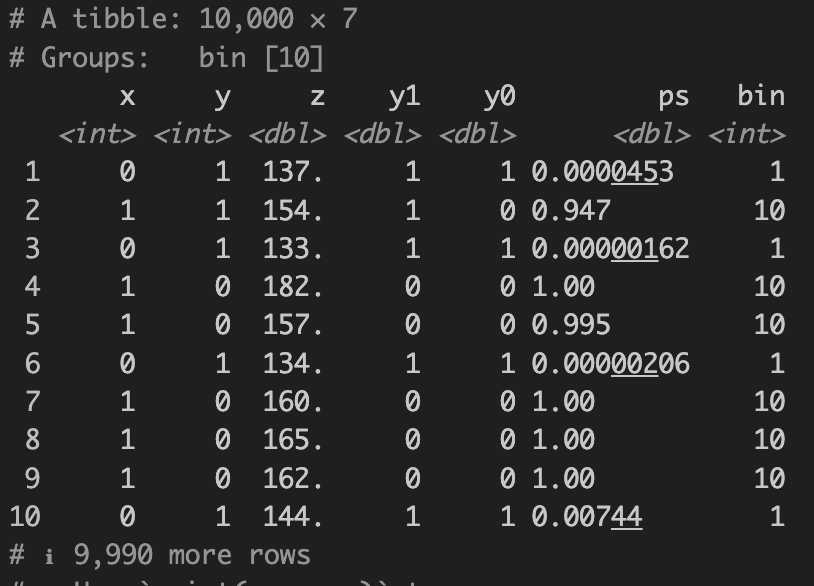 # A tibble: 10,000 × 7
# Groups:   bin [10]
       x     y     z    y1    y0         ps   bin
   <int> <int> <dbl> <dbl> <dbl>      <dbl> <int>
 1     0     1  137.     1     1 0.0000453      1
 2     1     1  154.     1     0 0.947         10
 3     0     1  133.     1     1 0.00000162     1
 4     1     0  182.     0     0 1.00          10
 5     1     0  157.     0     0 0.995         10
 6     0     1  134.     1     1 0.00000206     1
 7     1     0  160.     0     0 1.00          10
 8     1     0  165.     0     0 1.00          10
 9     1     0  162.     0     0 1.00          10
10     0     1  144.     1     1 0.00744        1
# ℹ 9,990 more rows